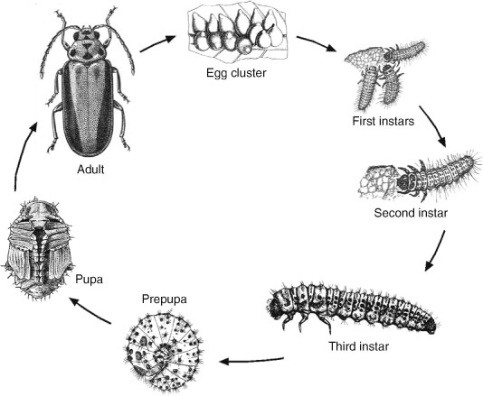 Egg cluster
First instars
Second instar
Third instar
Prepupa
Pupa
Adult